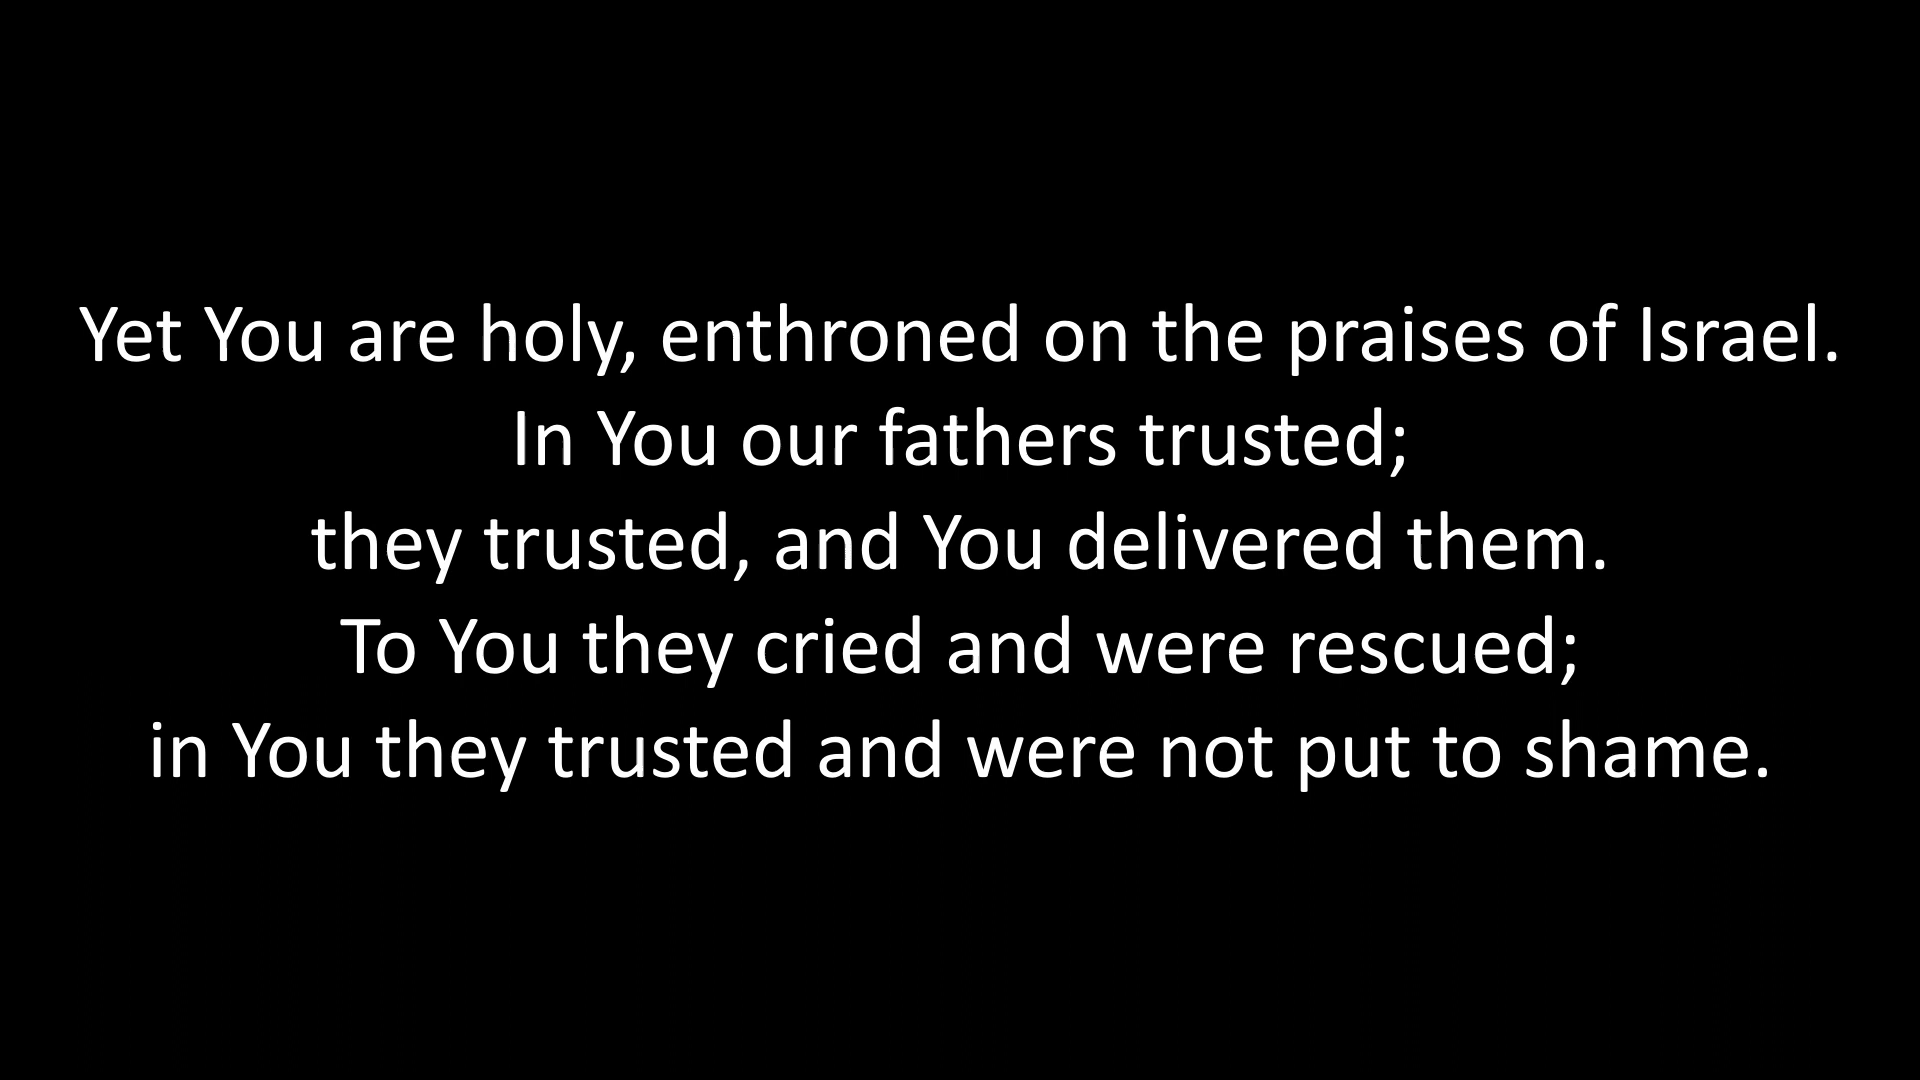 Yet You are holy, enthroned on the praises of Israel.
In You our fathers trusted;
they trusted, and You delivered them.
To You they cried and were rescued;
in You they trusted and were not put to shame.